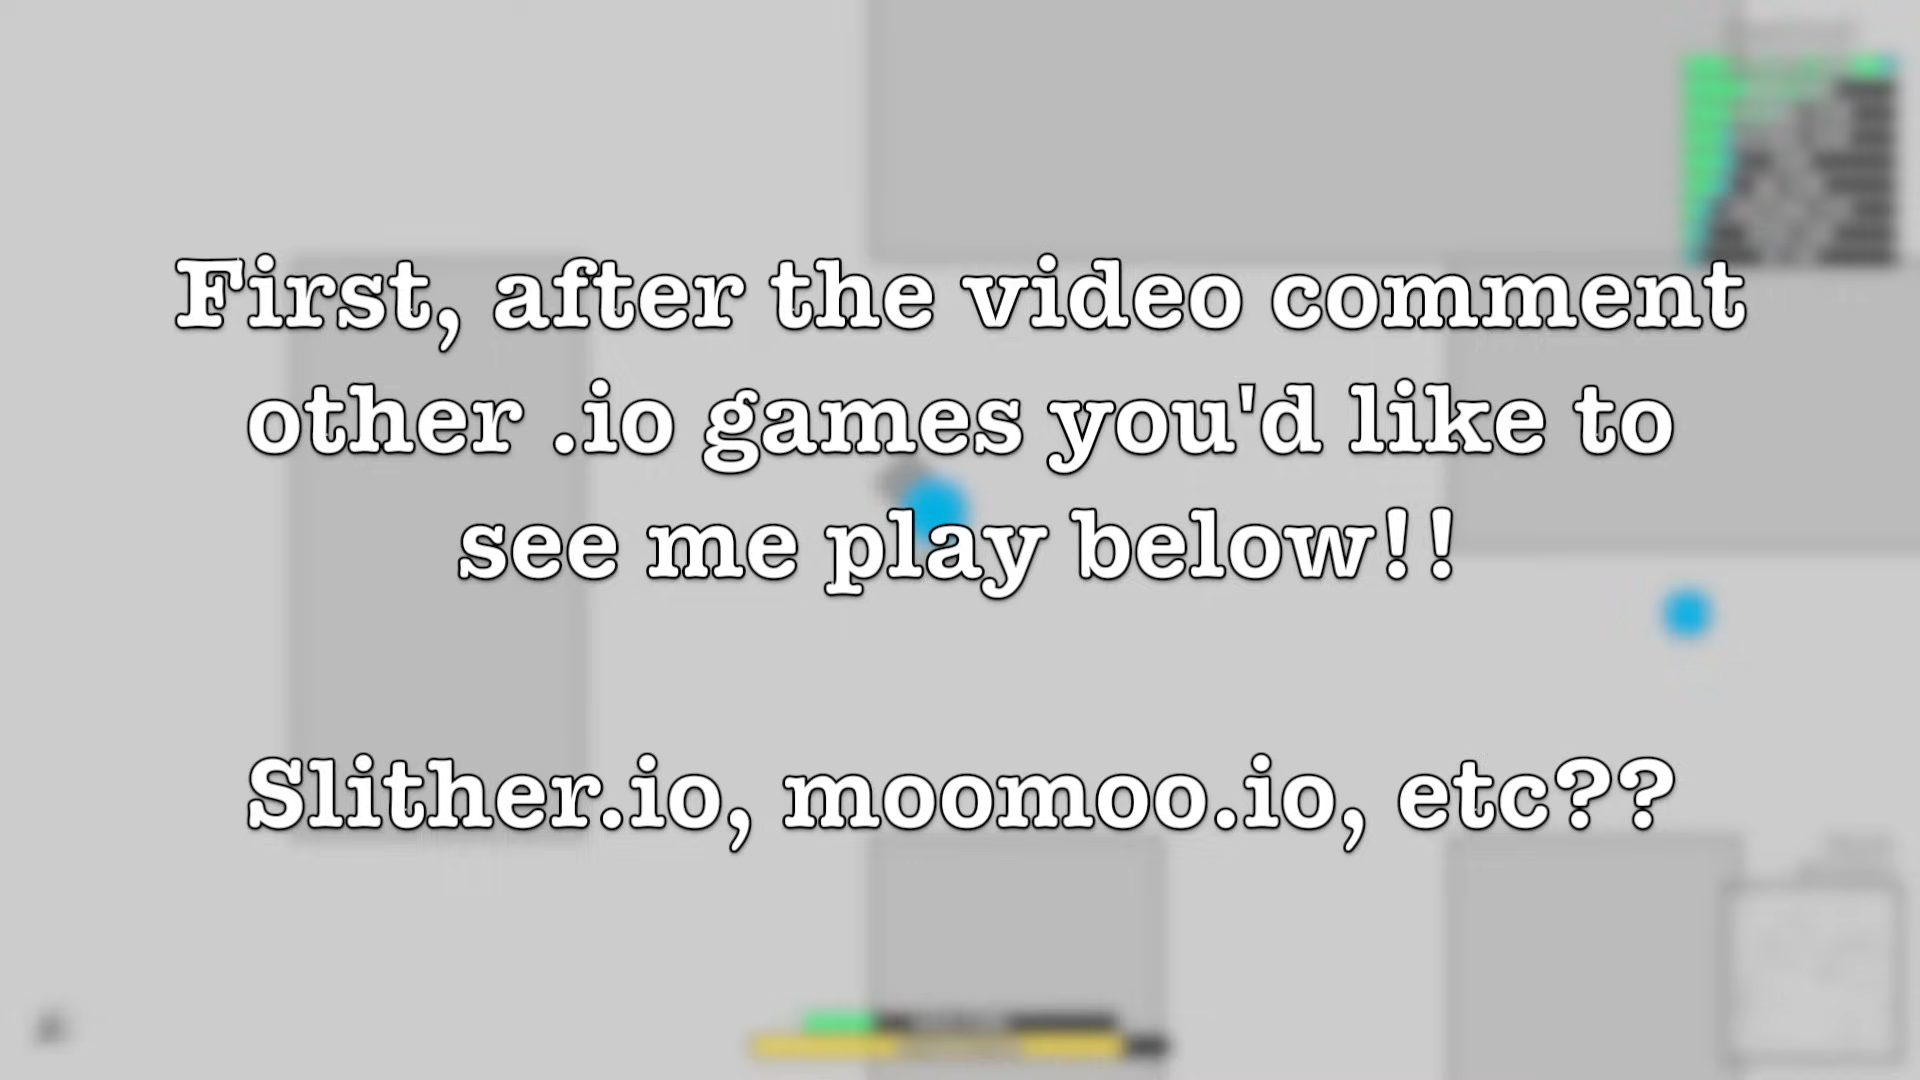 First, after the video comment
other .io games you'd like to
see me play below!!
Slither.io, moomoo.io, etc??